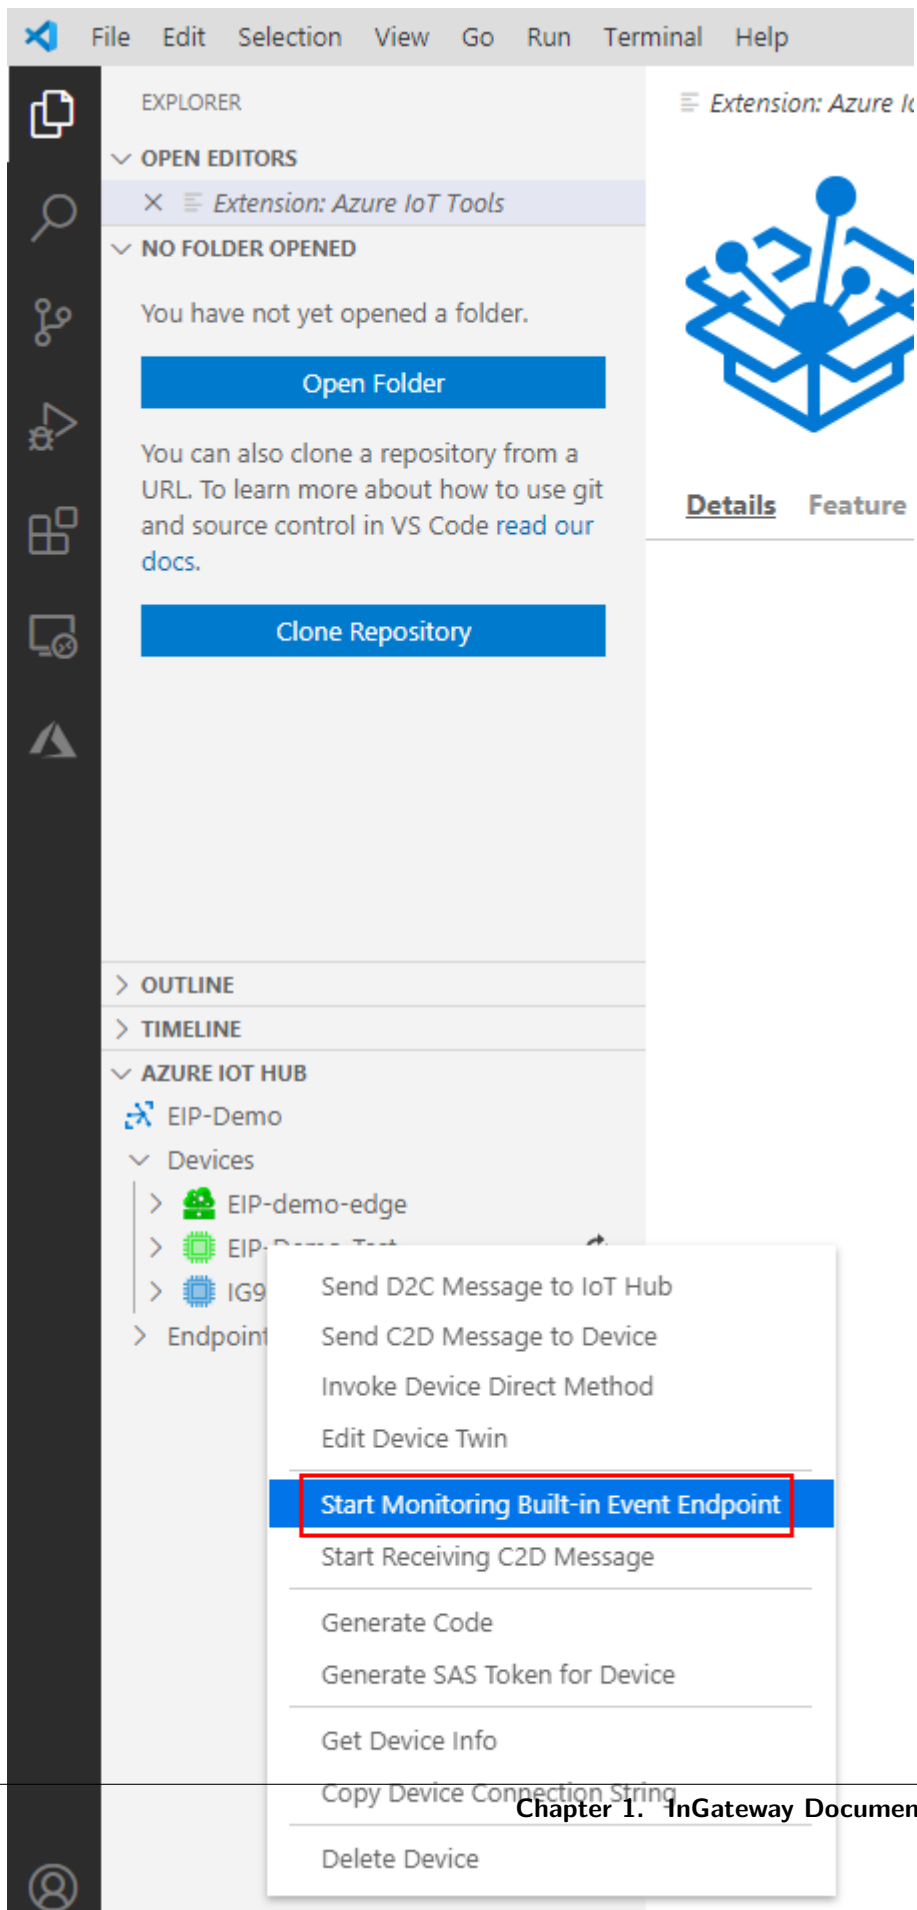 File Edit Selection View Go Run Terminal Help
EXPLORER
OPEN EDITORS
Extension: Azure IoT Tools
NO FOLDER OPENED
You have not yet opened a folder.
Open Folder
You can also clone a repository from a
URL. To learn more about how to use git
and source control in VS Code read our
docs.
Clone Repository
Extension: Azure
Details Feature
OUTLINE
TIMELINE
AZURE IOT HUB
EIP-Demo
Devices
EIP-demo-edge
EIP-Demo-Test
IG9
Endpoint
Send D2C Message to IoT Hub
Send C2D Message to Device
Invoke Device Direct Method
Edit Device Twin
Start Monitoring Built-in Event Endpoint
Start Receiving C2D Message
Generate Code
Generate SAS Token for Device
Get Device Info
Copy Device Connection String
Chapter 1. InGateway Documen
Delete Device